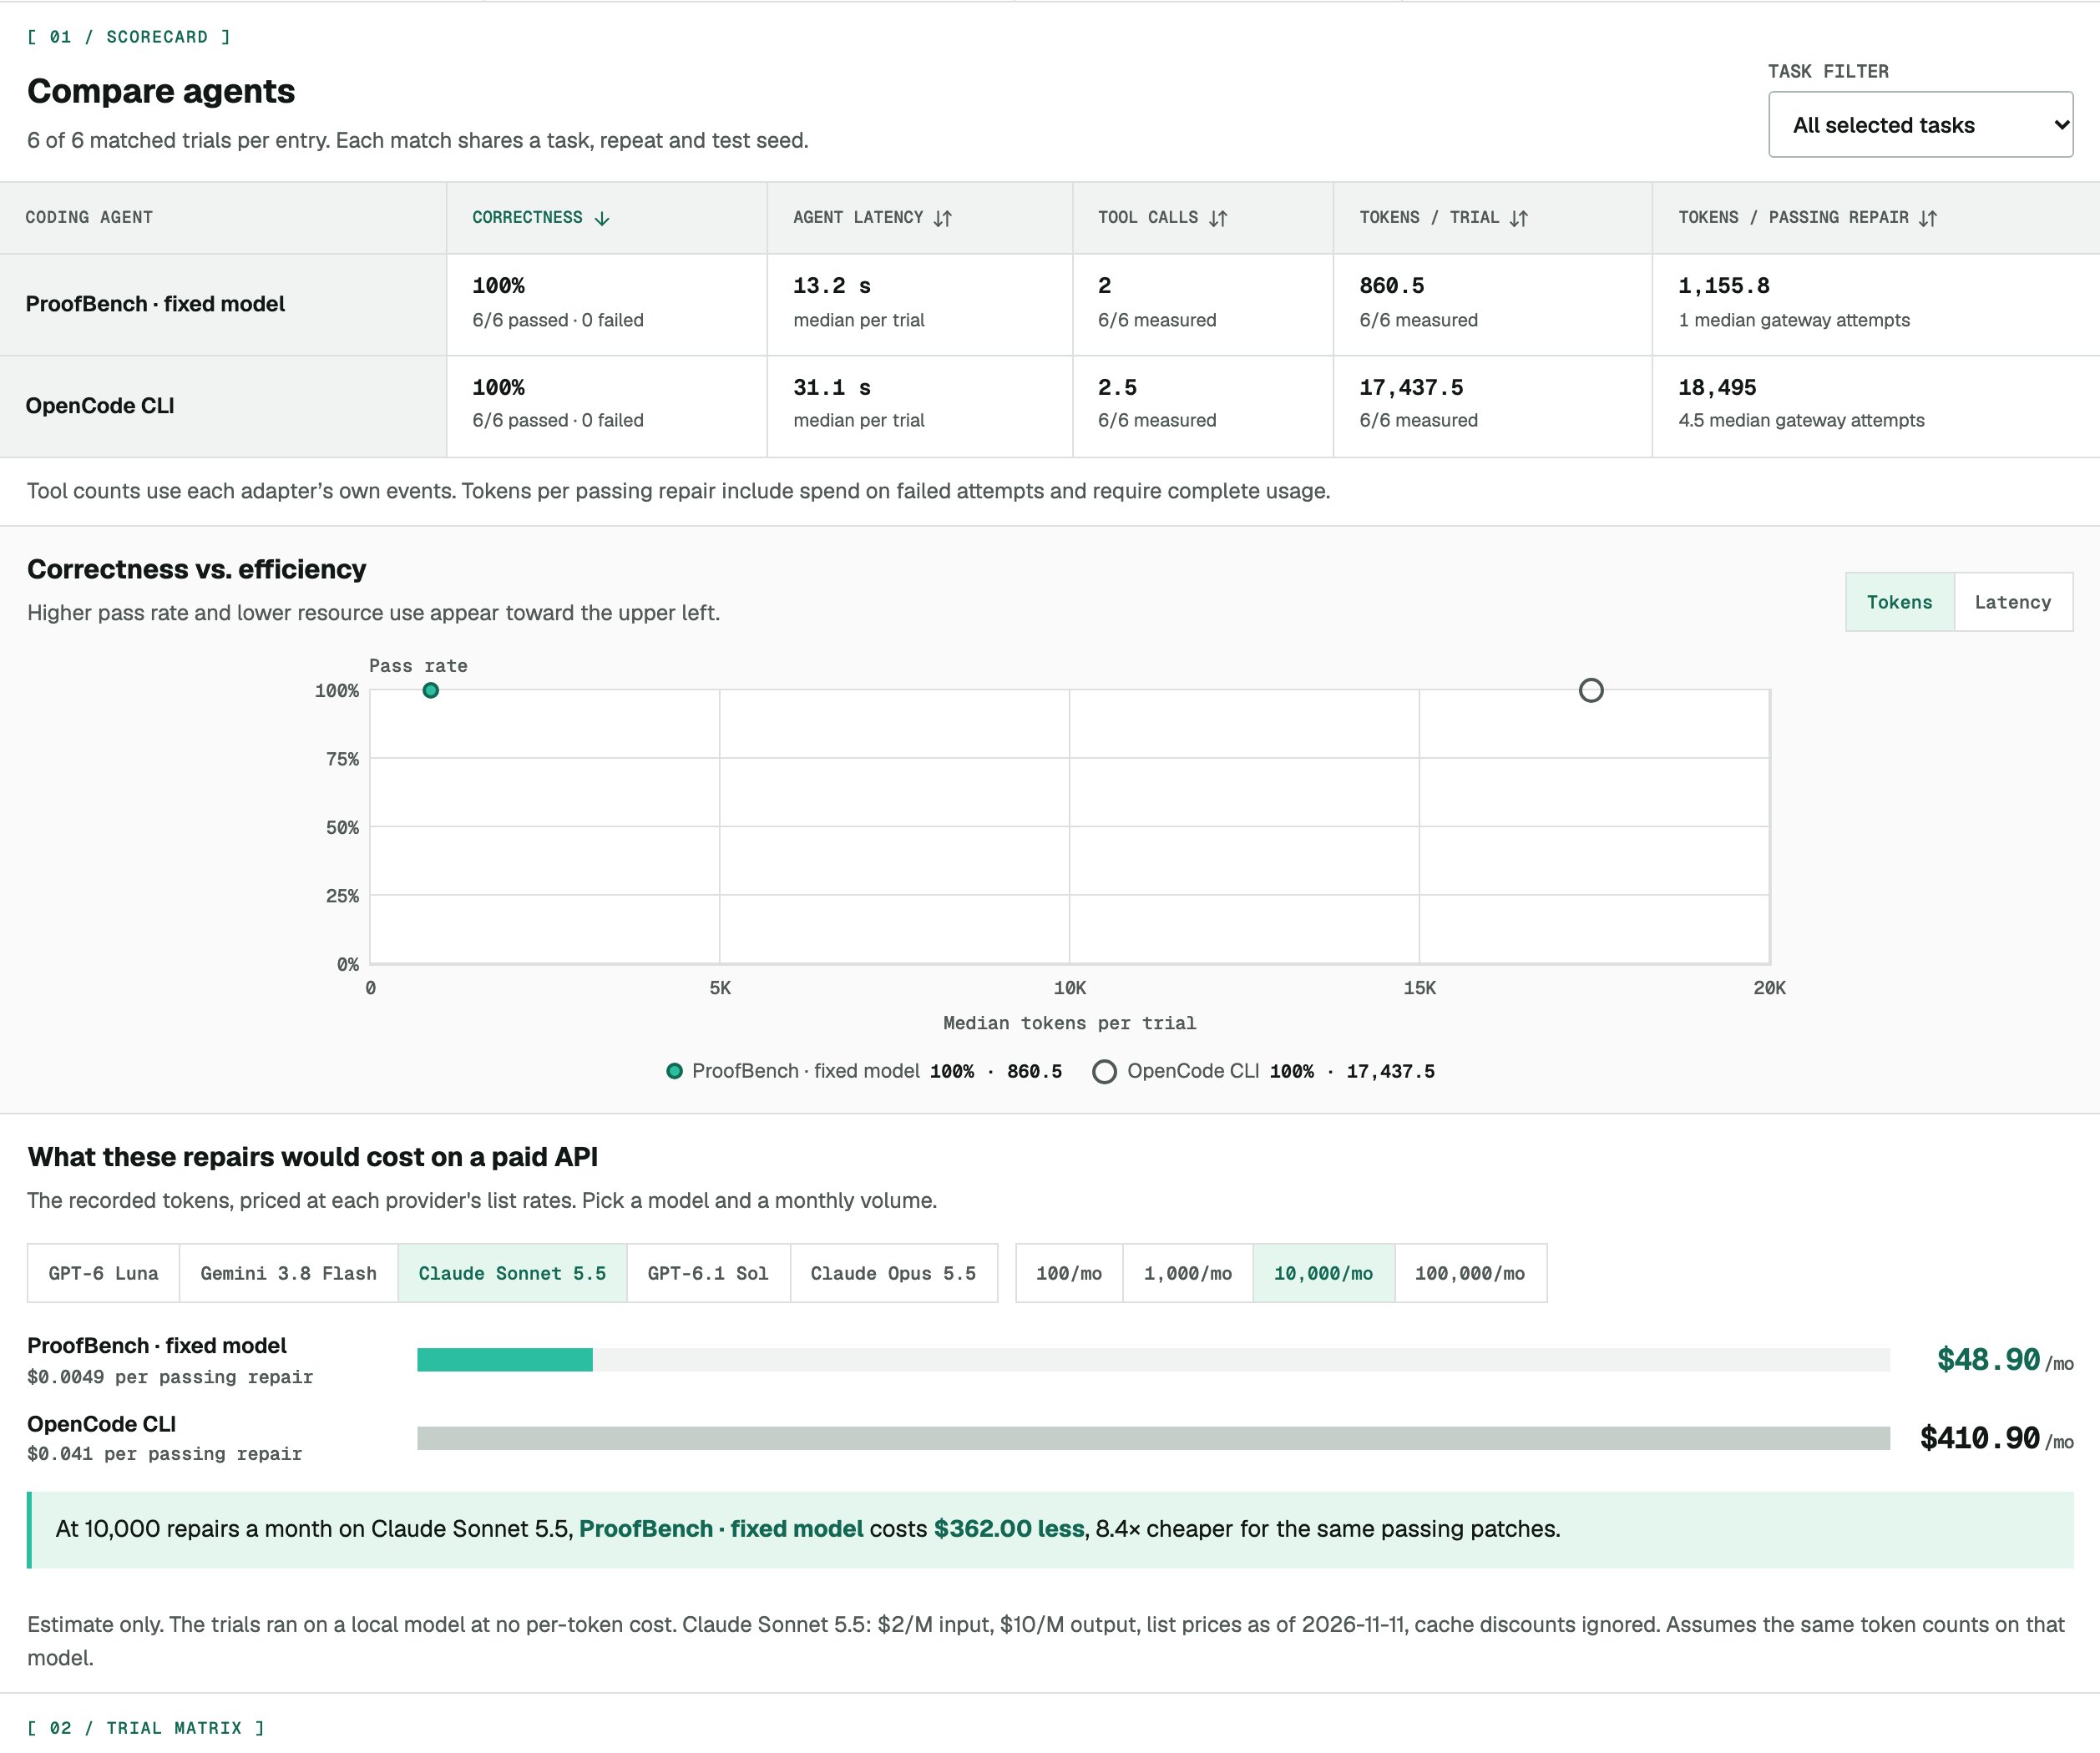 [ 01 / SCORECARD ]
Compare agents
6 of 6 matched trials per entry. Each match shares a task, repeat and test seed.
TASK FILTER
All selected tasks
CODING AGENT
CORRECTNESS ↓
AGENT LATENCY ↓↑
TOOL CALLS ↓↑
TOKENS / TRIAL ↓↑
TOKENS / PASSING REPAIR ↓↑
ProofBench · fixed model
100%
6/6 passed · 0 failed
13.2 s
median per trial
2
6/6 measured
860.5
6/6 measured
1,155.8
1 median gateway attempts
OpenCode CLI
100%
6/6 passed · 0 failed
31.1 s
median per trial
2.5
6/6 measured
17,437.5
6/6 measured
18,495
4.5 median gateway attempts
Tool counts use each adapter’s own events. Tokens per passing repair include spend on failed attempts and require complete usage.
Correctness vs. efficiency
Higher pass rate and lower resource use appear toward the upper left.
Tokens
Latency
Pass rate
100%
75%
50%
25%
0%
0
5K
10K
15K
20K
Median tokens per trial
ProofBench · fixed model 100% · 860.5
OpenCode CLI 100% · 17,437.5
What these repairs would cost on a paid API
The recorded tokens, priced at each provider's list rates. Pick a model and a monthly volume.
GPT-6 Luna
Gemini 3.8 Flash
Claude Sonnet 5.5
GPT-6.1 Sol
Claude Opus 5.5
100/mo
1,000/mo
10,000/mo
100,000/mo
ProofBench · fixed model
$0.0049 per passing repair
$48.90 /mo
OpenCode CLI
$0.041 per passing repair
$410.90 /mo
At 10,000 repairs a month on Claude Sonnet 5.5, ProofBench · fixed model costs $362.00 less, 8.4× cheaper for the same passing patches.
Estimate only. The trials ran on a local model at no per-token cost. Claude Sonnet 5.5: $2/M input, $10/M output, list prices as of 2026-11-11, cache discounts ignored. Assumes the same token counts on that
model.
[ 02 / TRIAL MATRIX ]